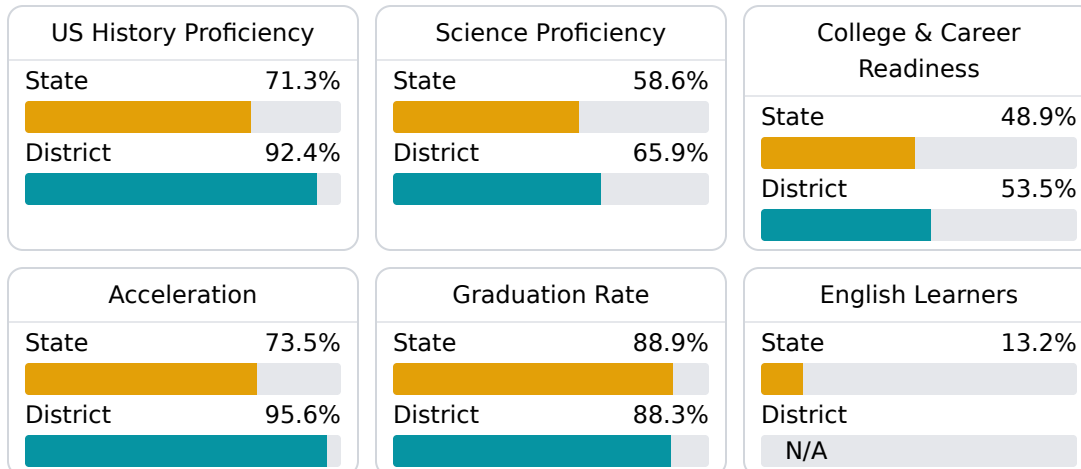 US History Proficiency
State 71.3%
District 92.4%
Science Proficiency
State 58.6%
District 65.9%
College & Career
Readiness
State 48.9%
District 53.5%
Acceleration
State 73.5%
District 95.6%
Graduation Rate
State 88.9%
District 88.3%
English Learners
State 13.2%
District
N/A